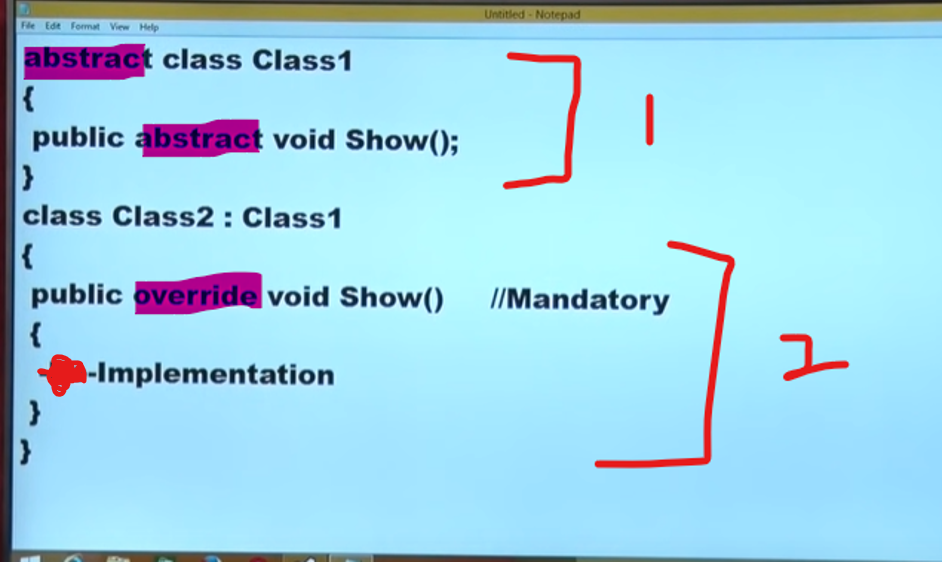 Untitled - Notepad
File Edit Format View Help
abstract class Class1
{
public abstract void Show();
}
class Class2 : Class1
{
public override void Show() //Mandatory
{
-Implementation
}
}
1
2